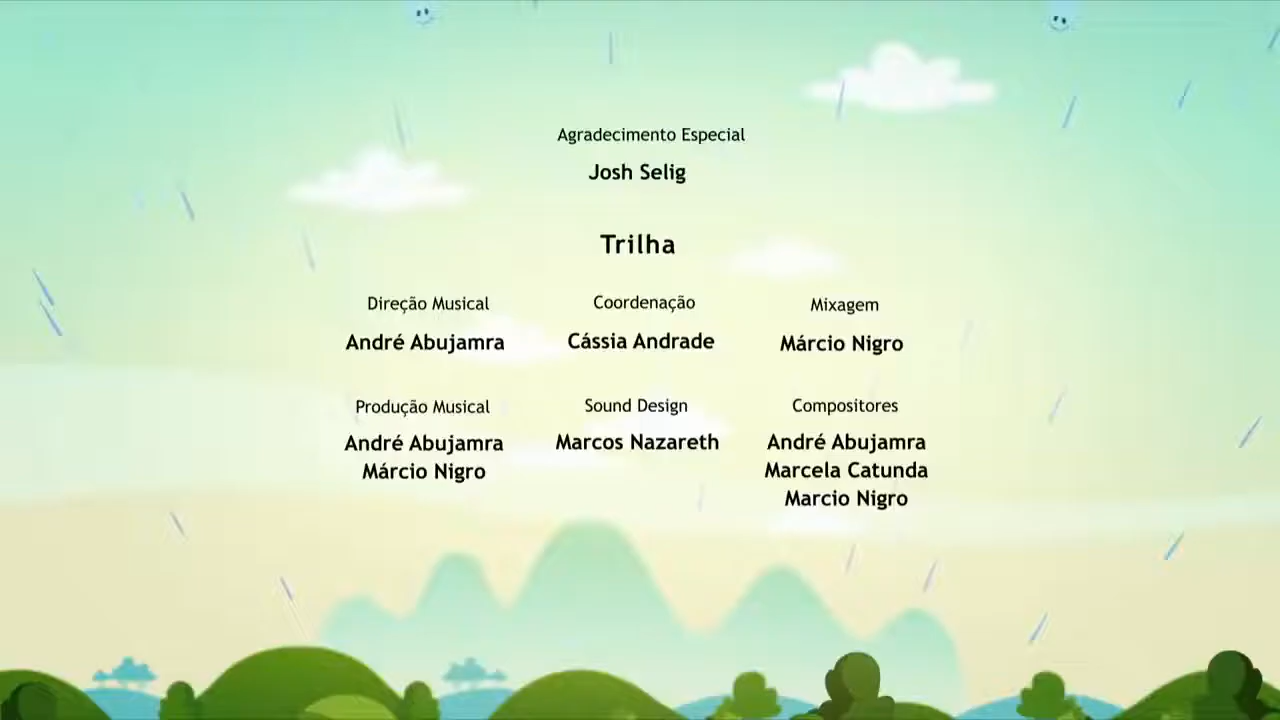 Agradecimento Especial
Josh Selig
Trilha
Direção Musical
André Abujamra
Coordenação
Cássia Andrade
Mixagem
Márcio Nigro
Produção Musical
André Abujamra
Márcio Nigro
Sound Design
Marcos Nazareth
Compositores
André Abujamra
Marcela Catunda
Marcio Nigro